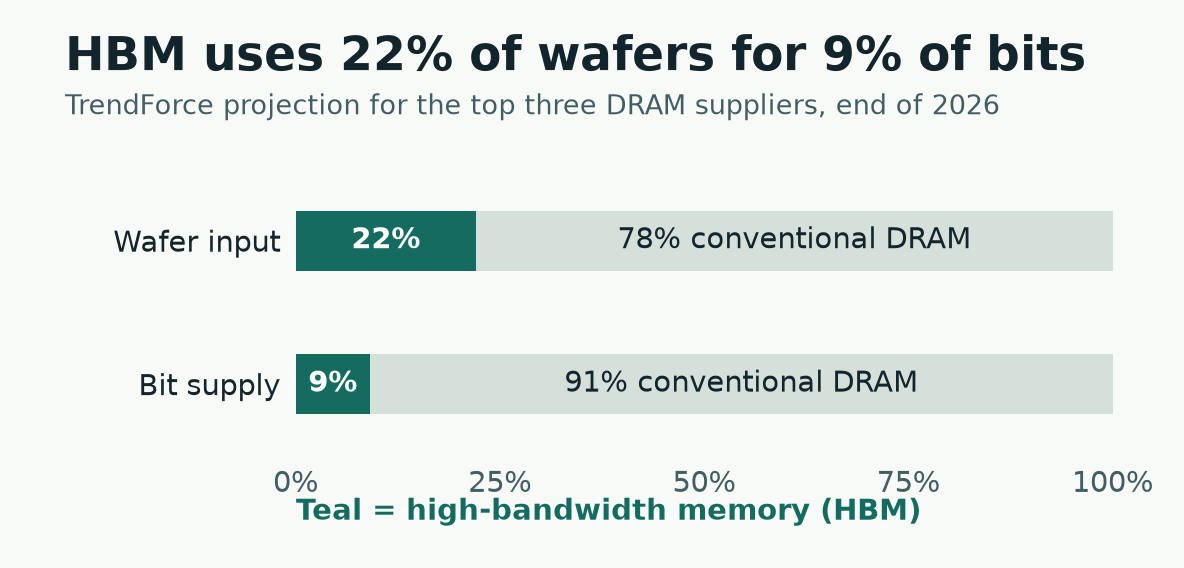 HBM uses 22% of wafers for 9% of bits
TrendForce projection for the top three DRAM suppliers, end of 2026
Wafer input 22% 78% conventional DRAM
Bit supply 9% 91% conventional DRAM
0% 25% 50% 75% 100%
Teal = high-bandwidth memory (HBM)